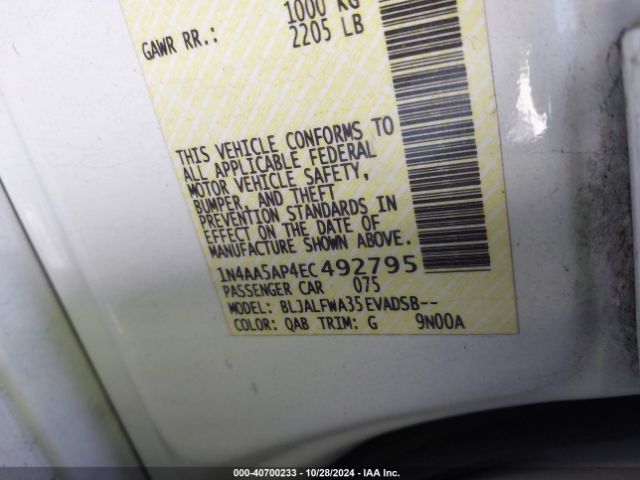 GAWR RR.: 1000 KG
2205 LB
THIS VEHICLE CONFORMS TO
ALL APPLICABLE FEDERAL
MOTOR VEHICLE SAFETY,
BUMPER, AND THEFT
PREVENTION STANDARDS IN
EFFECT ON THE DATE OF
MANUFACTURE SHOWN ABOVE.
1N4AA5AP4EC492795
PASSENGER CAR 075
MODEL: BLJALFWA35EVADSB--
COLOR: QAB TRIM: G 9N00A
000-40700233 - 10/28/2024 - IAA Inc.